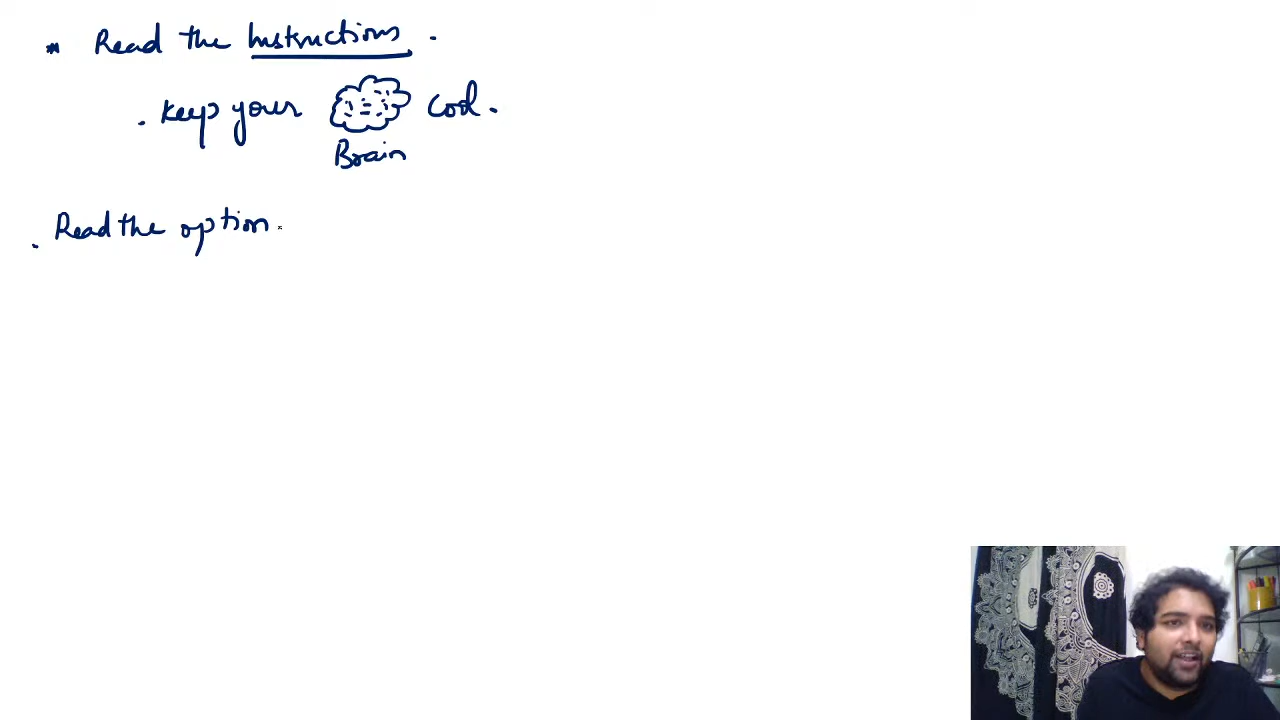 * Read the Instructions.
. Keep your cool.
Brain
. Read the option.